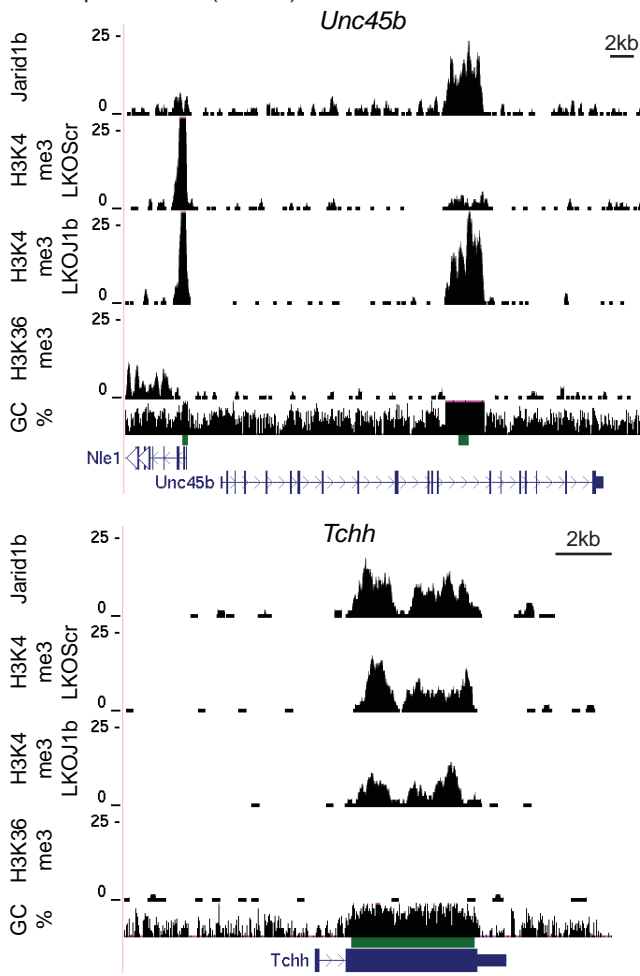 Unc45b
2kb
Jarid1b
25 -
0 _
H3K4
me3
LKOScr
25 -
0 _
H3K4
me3
LKOJ1b
25 -
0 _
H3K36
me3
25 -
0 _
GC
%
Nle1
Unc45b
Tchh
2kb
Jarid1b
25 -
0 _
H3K4
me3
LKOScr
25 -
0 _
H3K4
me3
LKOJ1b
25 -
0 _
H3K36
me3
25 -
0 _
GC
%
Tchh